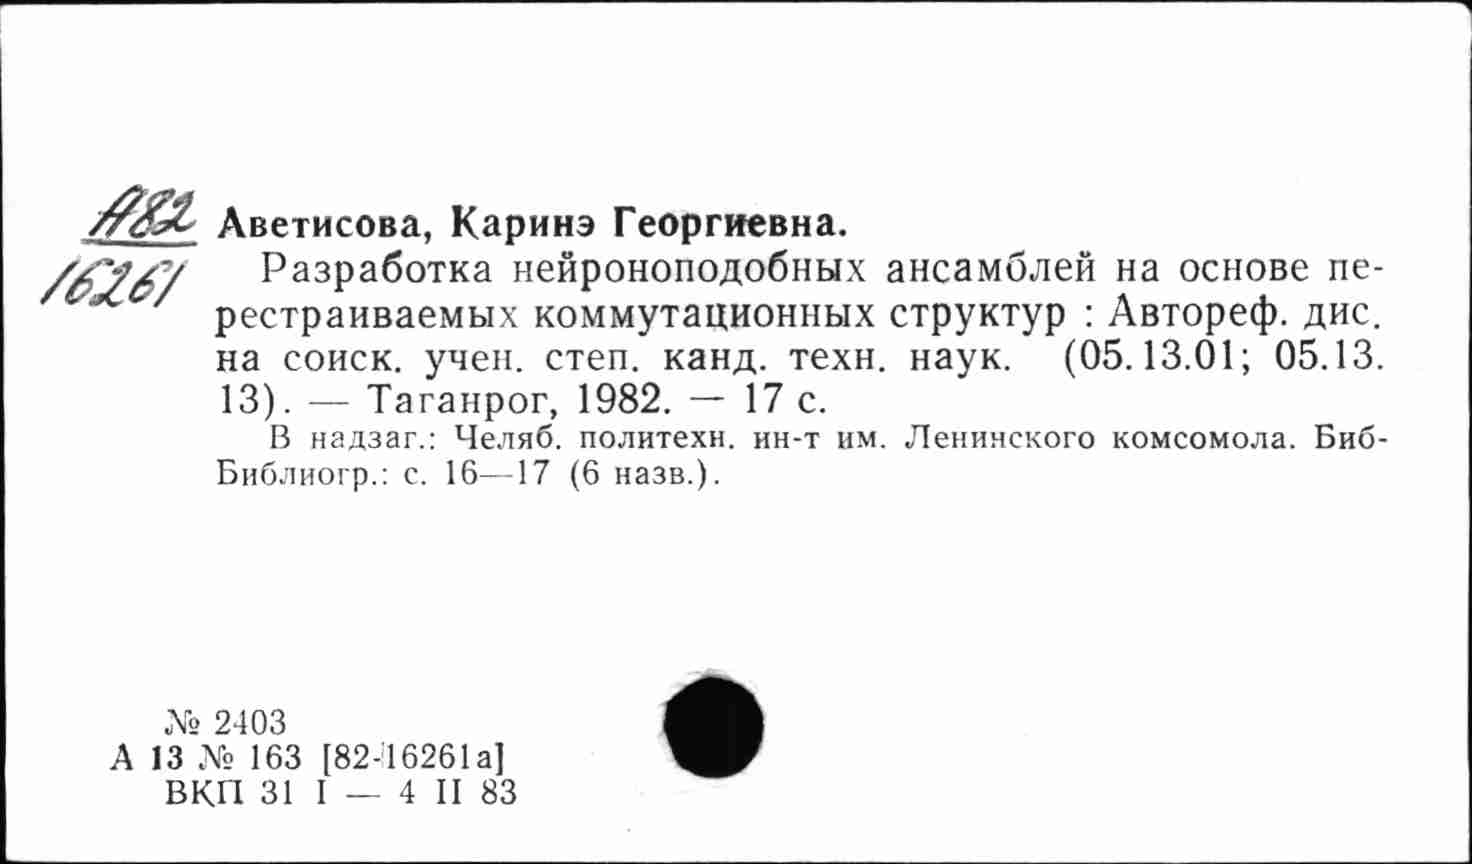 А82
16261
Аветисова, Каринэ Георгиевна.
Разработка нейроноподобных ансамблей на основе пе-
рестраиваемых коммутационных структур : Автореф. дис.
на соиск. учен. степ. канд. техн. наук. (05.13.01; 05.13.
13). — Таганрог, 1982. — 17 с.
В надзаг.: Челяб. политехн. ин-т им. Ленинского комсомола. Биб-
Библиогр.: с. 16—17 (6 назв.).
№ 2403
А 13 № 163 [82-16261а]
ВКП 31 I — 4 II 83